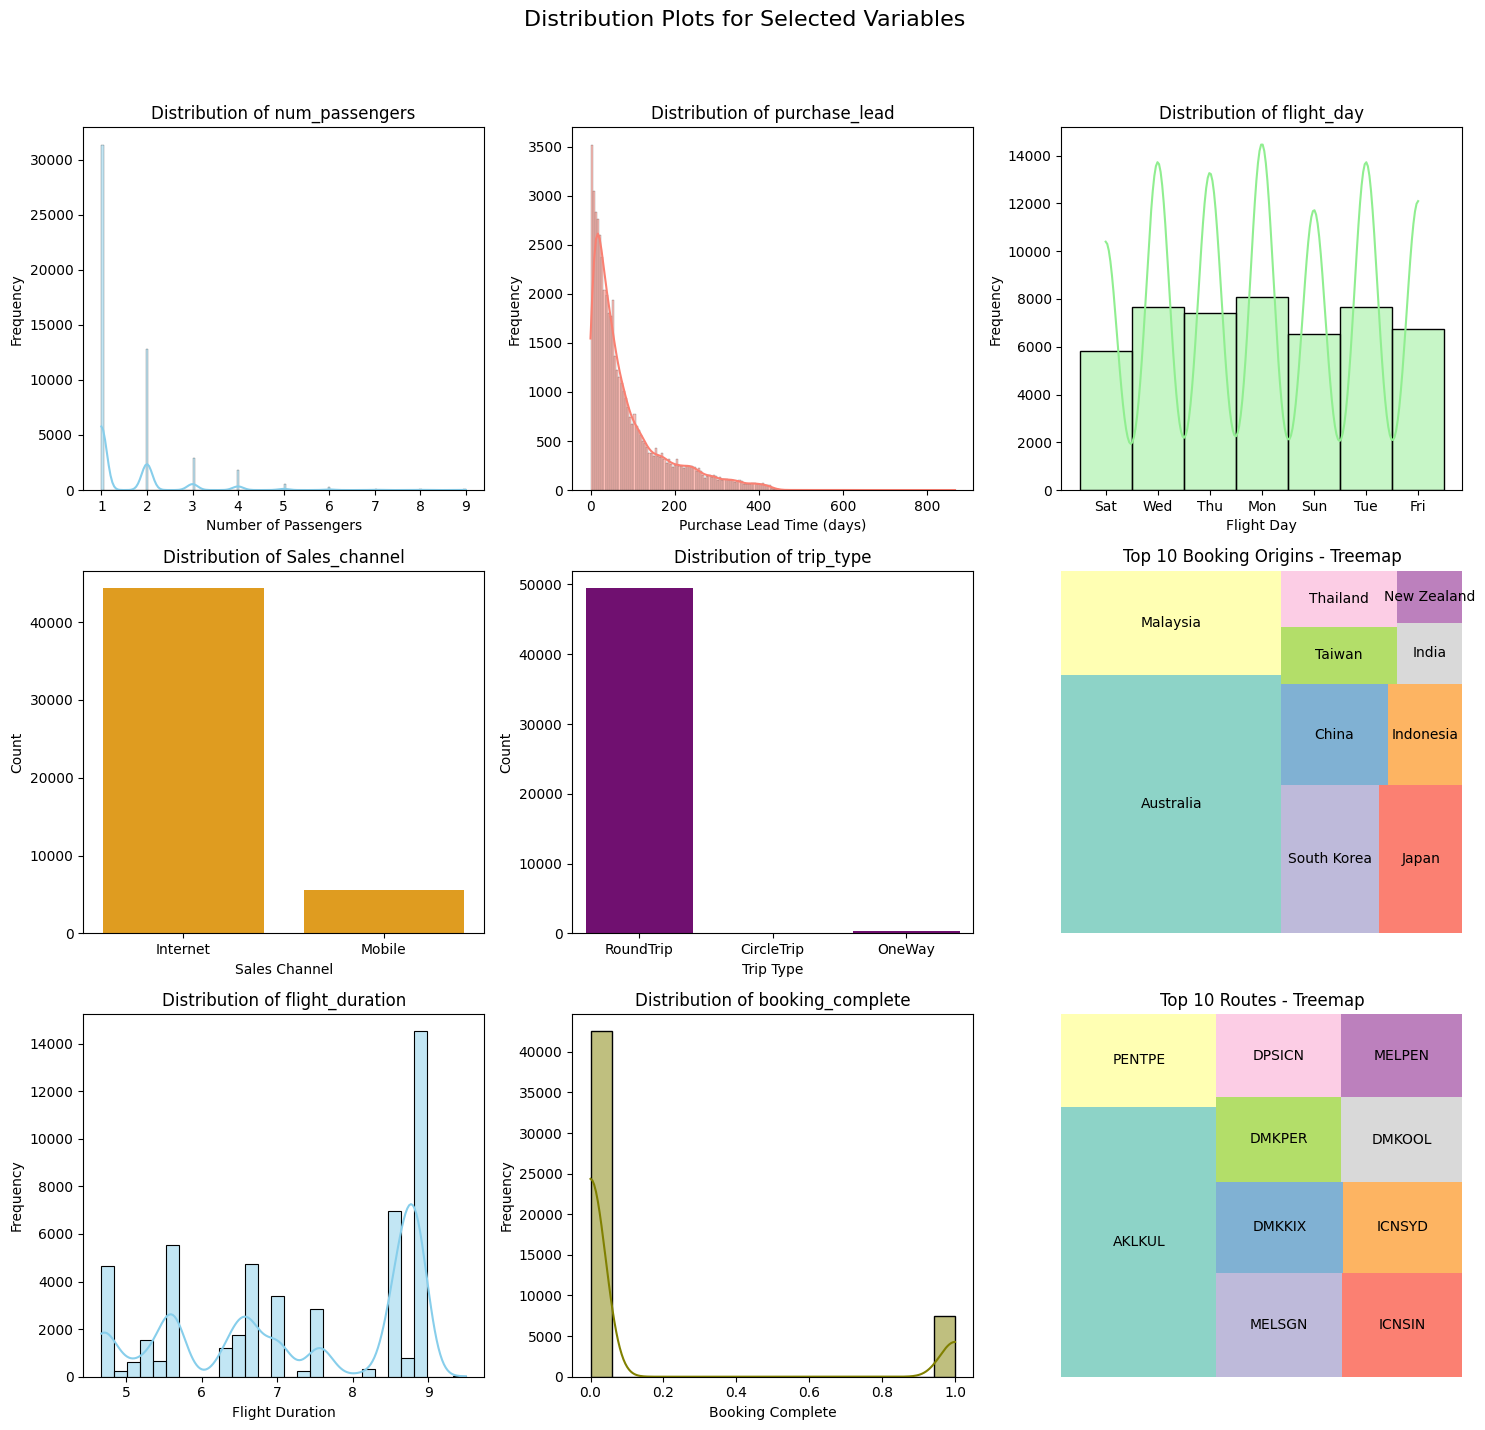 Distribution Plots for Selected Variables
Distribution of num_passengers
30000
25000
20000
15000
10000
5000
0
Frequency
1 2 3 4 5 6 7 8 9
Number of Passengers
Distribution of purchase_lead
3500
3000
2500
2000
1500
1000
500
0
Frequency
0 200 400 600 800
Purchase Lead Time (days)
Distribution of flight_day
14000
12000
10000
8000
6000
4000
2000
0
Frequency
Sat Wed Thu Mon Sun Tue Fri
Flight Day
Distribution of Sales_channel
40000
30000
20000
10000
0
Count
Internet Mobile
Sales Channel
Distribution of trip_type
50000
40000
30000
20000
10000
0
Count
RoundTrip CircleTrip OneWay
Trip Type
Top 10 Booking Origins - Treemap
Malaysia
Thailand
New Zealand
Taiwan
India
China
Indonesia
Australia
South Korea
Japan
Distribution of flight_duration
14000
12000
10000
8000
6000
4000
2000
0
Frequency
5 6 7 8 9
Flight Duration
Distribution of booking_complete
40000
35000
30000
25000
20000
15000
10000
5000
0
Frequency
0.0 0.2 0.4 0.6 0.8 1.0
Booking Complete
Top 10 Routes - Treemap
PENTPE
DPSICN
MELPEN
DMKPER
DMKOOL
DMKKIX
ICNSYD
AKLKUL
MELSGN
ICNSIN